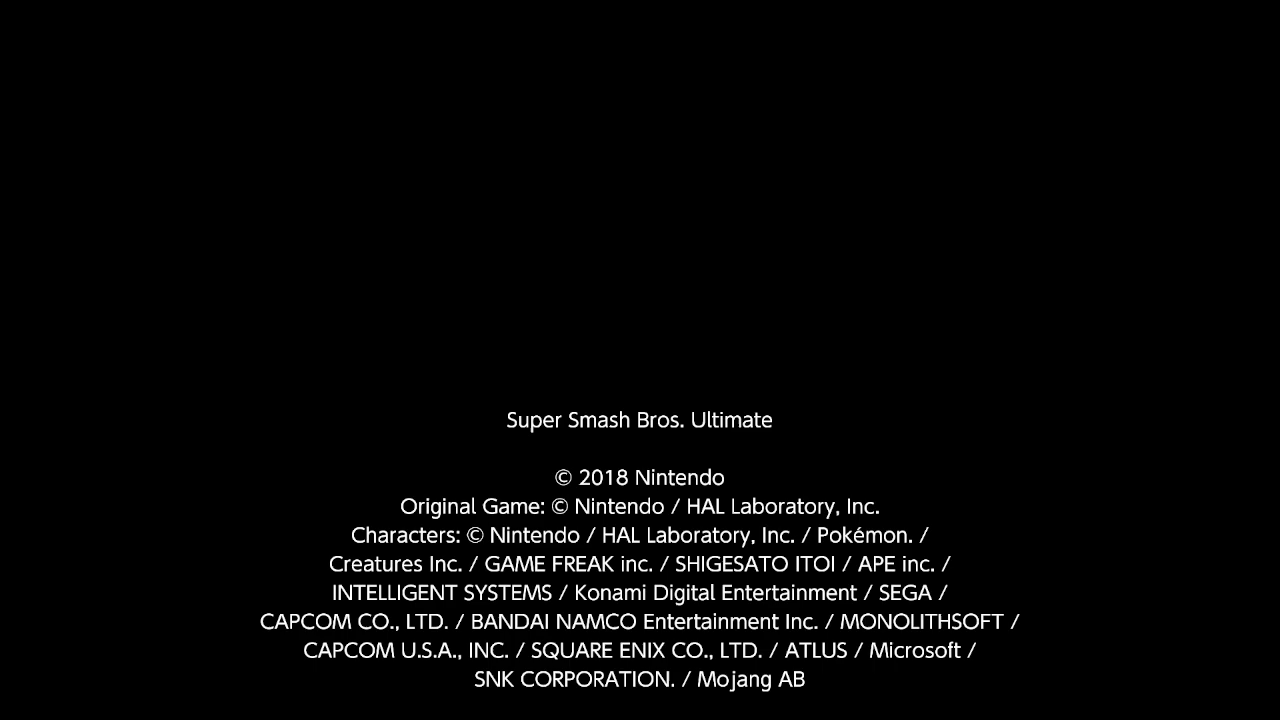 Super Smash Bros. Ultimate
© 2018 Nintendo
Original Game: © Nintendo / HAL Laboratory, Inc.
Characters: © Nintendo / HAL Laboratory, Inc. / Pokémon. /
Creatures Inc. / GAME FREAK inc. / SHIGESATO ITOI / APE inc. /
INTELLIGENT SYSTEMS / Konami Digital Entertainment / SEGA /
CAPCOM CO., LTD. / BANDAI NAMCO Entertainment Inc. / MONOLITHSOFT /
CAPCOM U.S.A., INC. / SQUARE ENIX CO., LTD. / ATLUS / Microsoft /
SNK CORPORATION. / Mojang AB